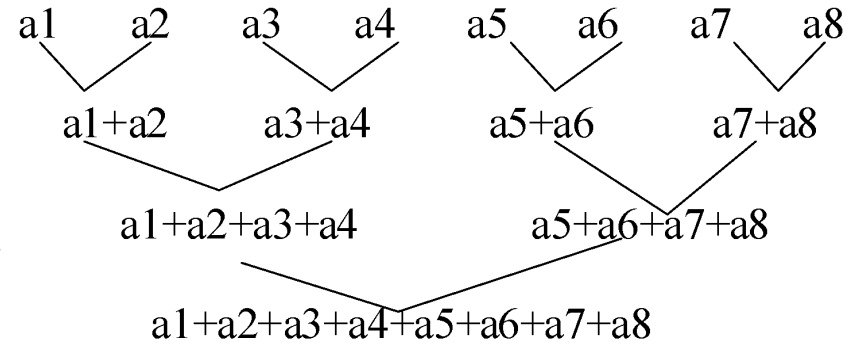 a1 a2 a3 a4 a5 a6 a7 a8
a1+a2 a3+a4 a5+a6 a7+a8
a1+a2+a3+a4 a5+a6+a7+a8
a1+a2+a3+a4+a5+a6+a7+a8